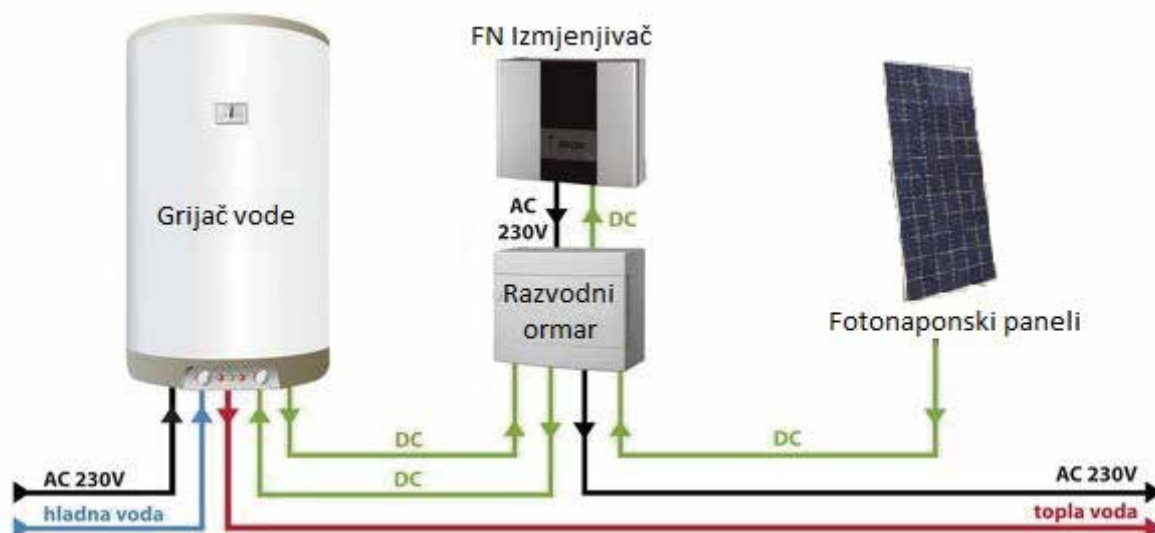 FN Izmjenjivač
Grijač vode
AC
230V
DC
Razvodni
ormar
Fotonaponski paneli
DC
DC
DC
AC 230V
AC 230V
hladna voda
topla voda